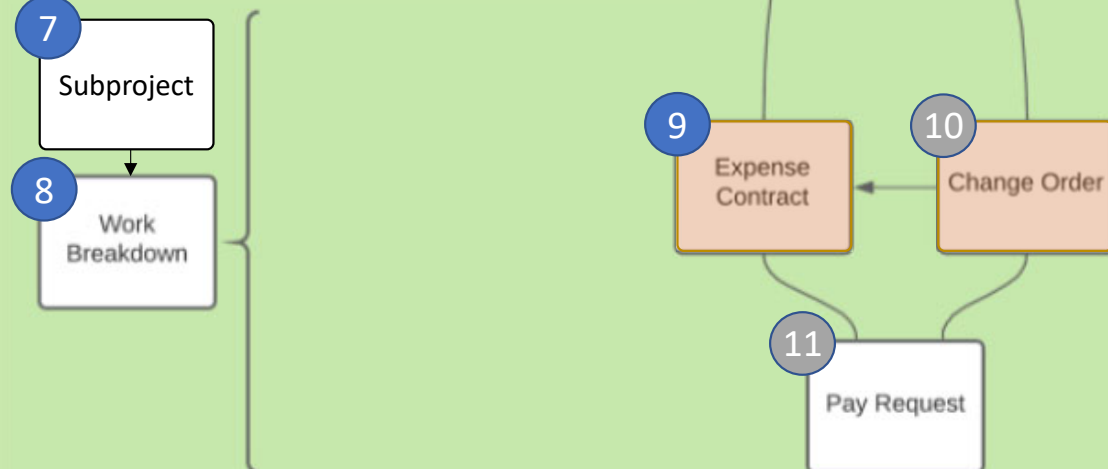 7
Subproject
8
Work
Breakdown
9
Expense
Contract
10
Change Order
11
Pay Request